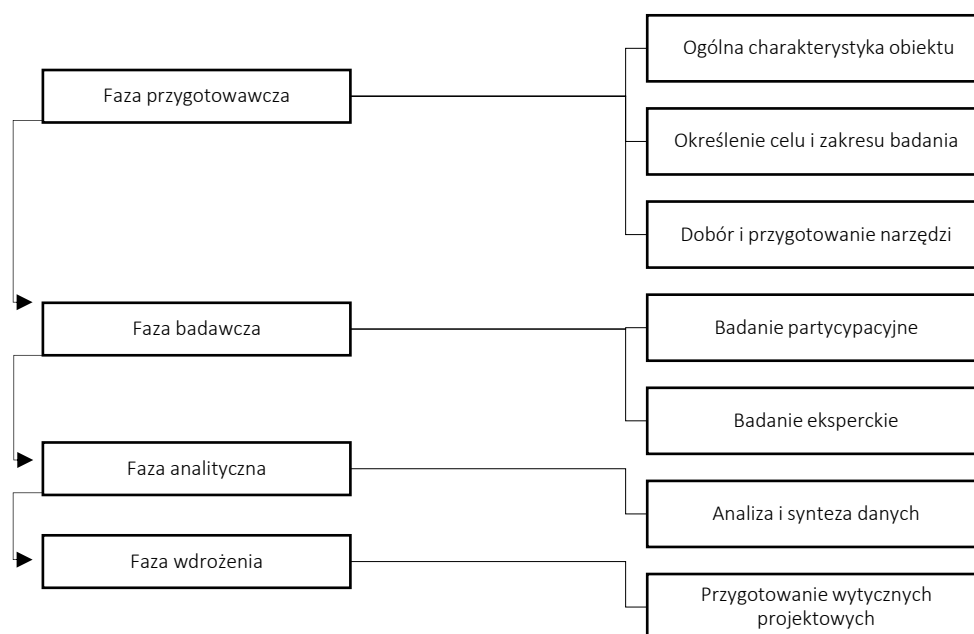 Ogólna charakterystyka obiektu
Faza przygotowawcza
Określenie celu i zakresu badania
Dobór i przygotowanie narzędzi
Faza badawcza
Badanie partycypacyjne
Badanie eksperckie
Faza analityczna
Analiza i synteza danych
Faza wdrożenia
Przygotowanie wytycznych
projektowych